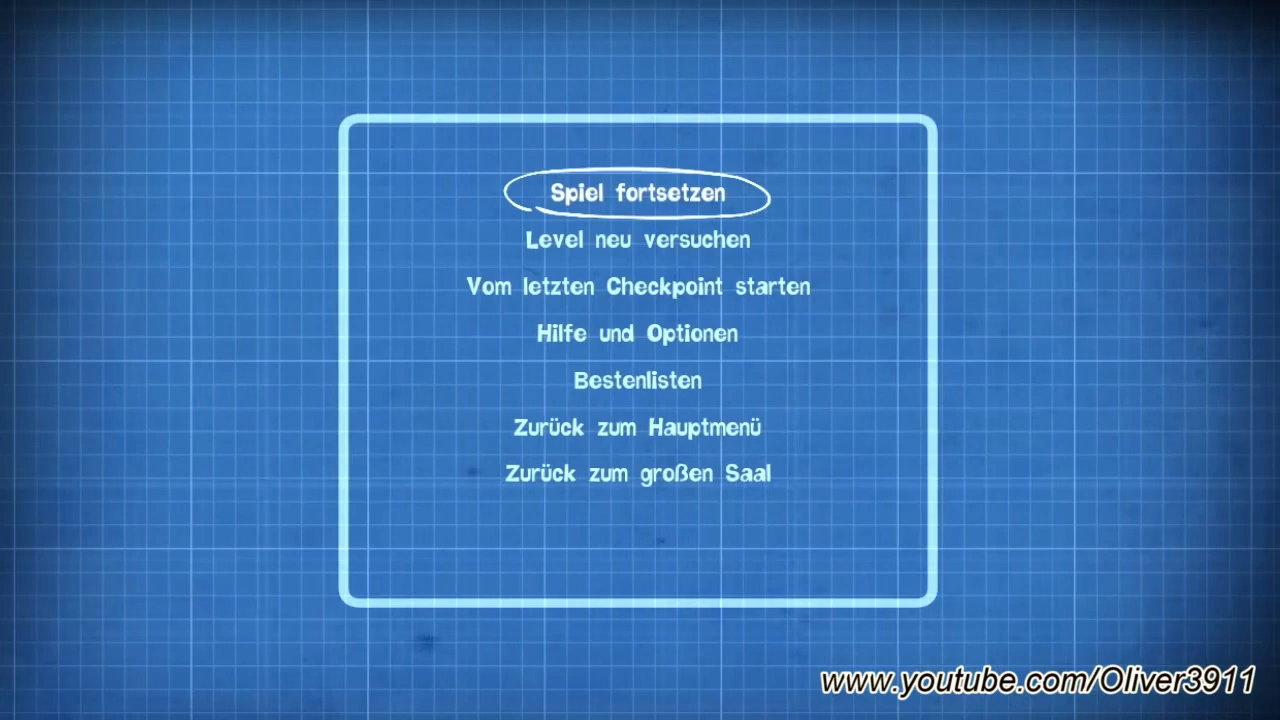 Spiel fortsetzen
Level neu versuchen
Vom letzten Checkpoint starten
Hilfe und Optionen
Bestenlisten
Zurück zum Hauptmenü
Zurück zum großen Saal
www.youtube.com/Oliver3911